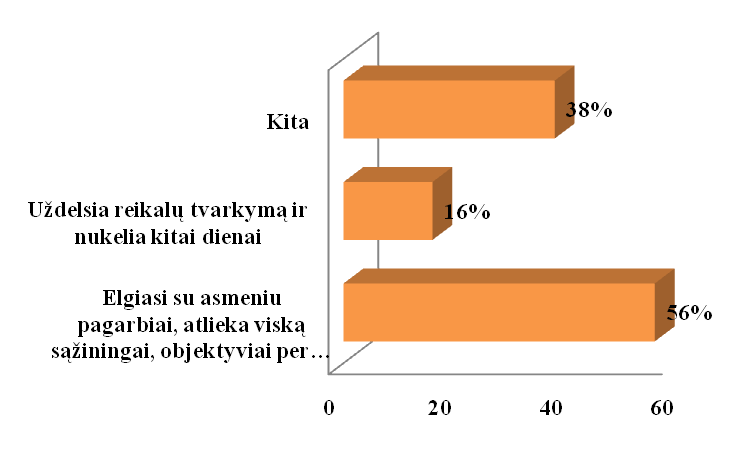 Kita
38%
Uždelsia reikalų tvarkymą ir
nukelia kitai dienai
16%
Elgiasi su asmeniu
pagarbiai, atlieka viską
sąžiningai, objektyviai per…
56%
0 20 40 60